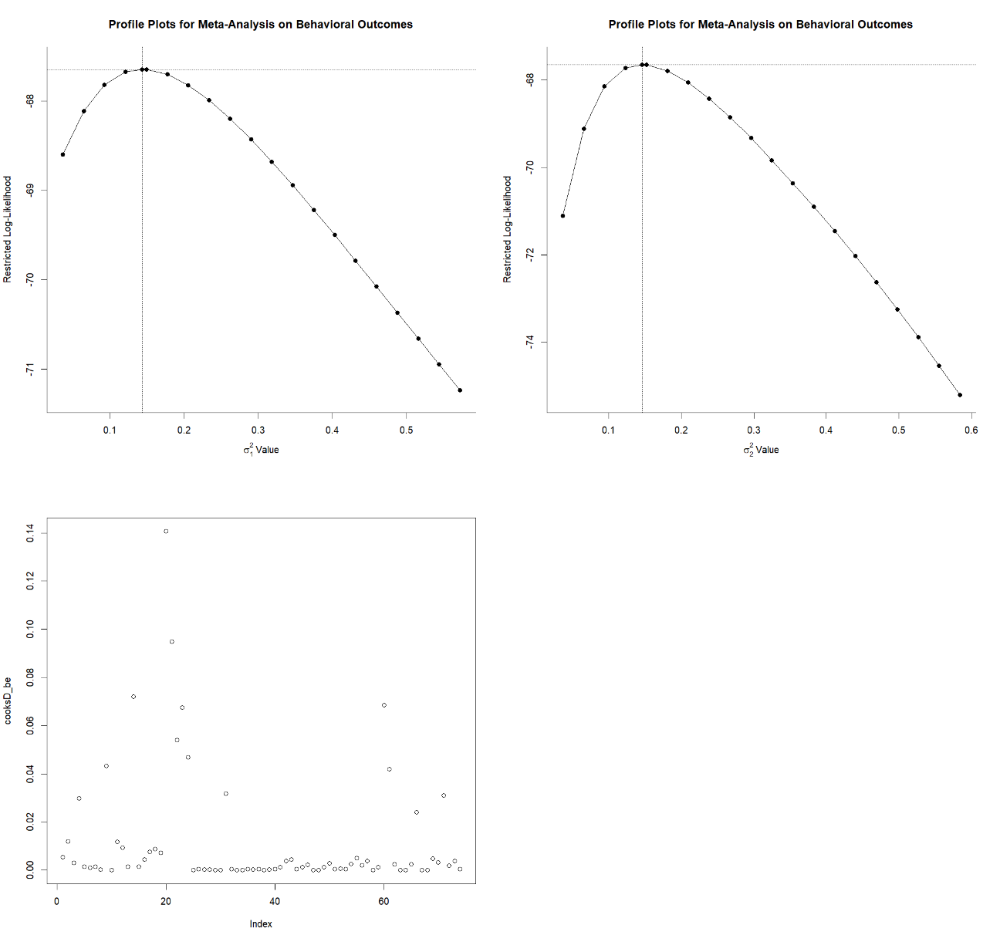 Profile Plots for Meta-Analysis on Behavioral Outcomes
Restricted Log-Likelihood
-68
-69
-70
-71
0.1 0.2 0.3 0.4 0.5
σ²₁ Value
Profile Plots for Meta-Analysis on Behavioral Outcomes
Restricted Log-Likelihood
-68
-70
-72
-74
0.1 0.2 0.3 0.4 0.5 0.6
σ²₂ Value
cooksD_be
0.14
0.12
0.10
0.08
0.06
0.04
0.02
0.00
0 20 40 60
Index